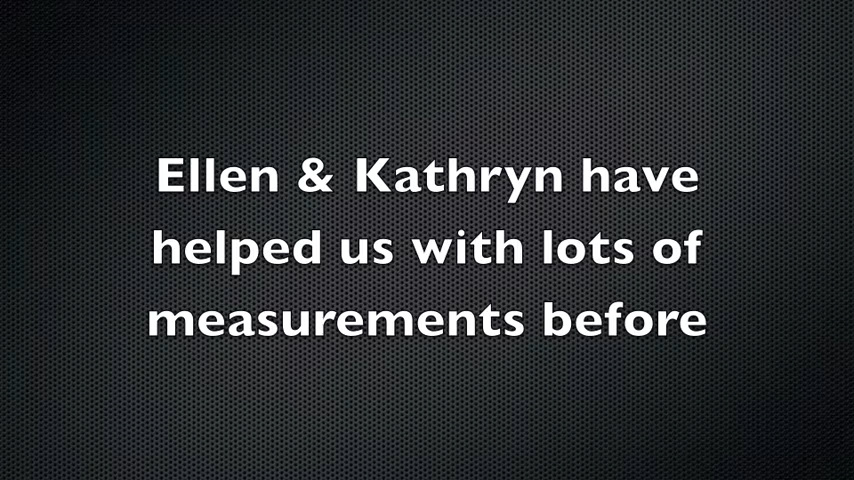 Ellen & Kathryn have
helped us with lots of
measurements before